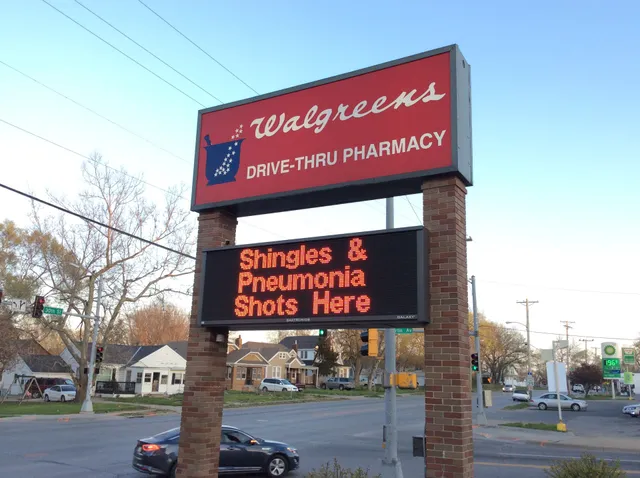 Walgreens
DRIVE-THRU PHARMACY
Shingles &
Pneumonia
Shots Here